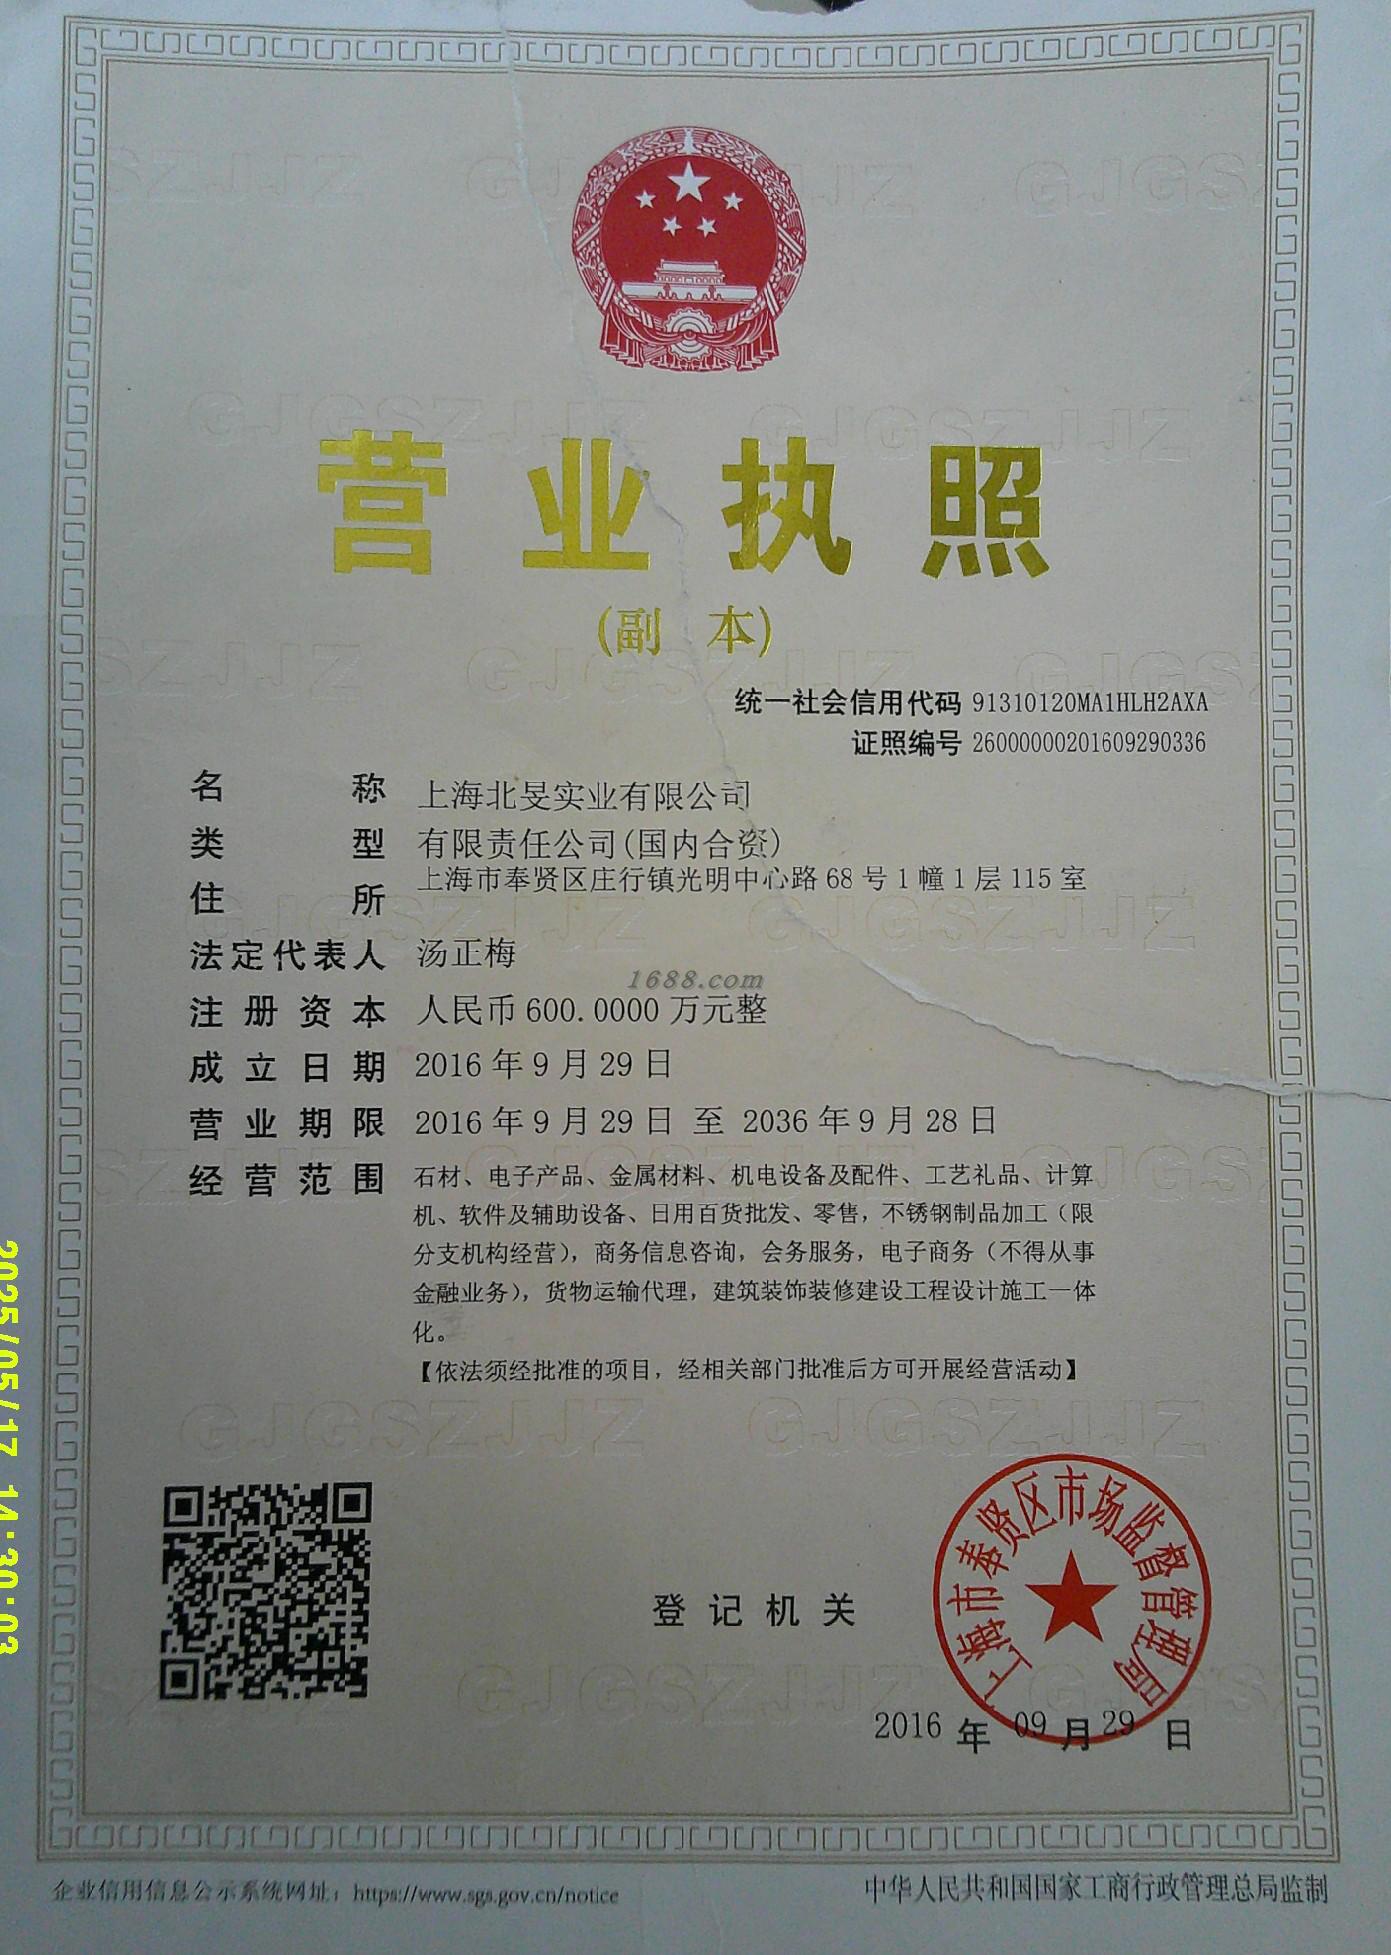 营业执照
(副 本)
统一社会信用代码 91310120MA1HLH2AXA
证照编号 26000000201609290336
名称 上海北旻实业有限公司
类型 有限责任公司(国内合资)
住所 上海市奉贤区庄行镇光明中心路68号1幢1层115室
法定代表人 汤正梅
1688.com
注册资本 人民币600.0000万元整
成立日期 2016年9月29日
营业期限 2016年9月29日 至 2036年9月28日
经营范围 石材、电子产品、金属材料、机电设备及配件、工艺礼品、计算
机、软件及辅助设备、日用百货批发、零售，不锈钢制品加工（限
分支机构经营），商务信息咨询，会务服务，电子商务（不得从事
金融业务），货物运输代理，建筑装饰装修建设工程设计施工一体
化。
【依法须经批准的项目，经相关部门批准后方可开展经营活动】
2025/05/17 14:30:03
登记机关
上海市奉贤区市场监督管理局
2016年09月29日
企业信用信息公示系统网址：https://www.sgs.gov.cn/notice
中华人民共和国国家工商行政管理总局监制
GJGSZJJZ